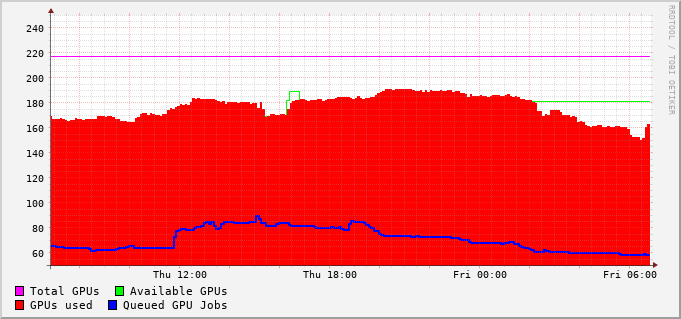 240
220
200
180
160
140
120
100
80
60
Thu 12:00 Thu 18:00 Fri 00:00 Fri 06:00
Total GPUs Available GPUs
GPUs used Queued GPU Jobs
RRDTOOL / TOBI OETIKER